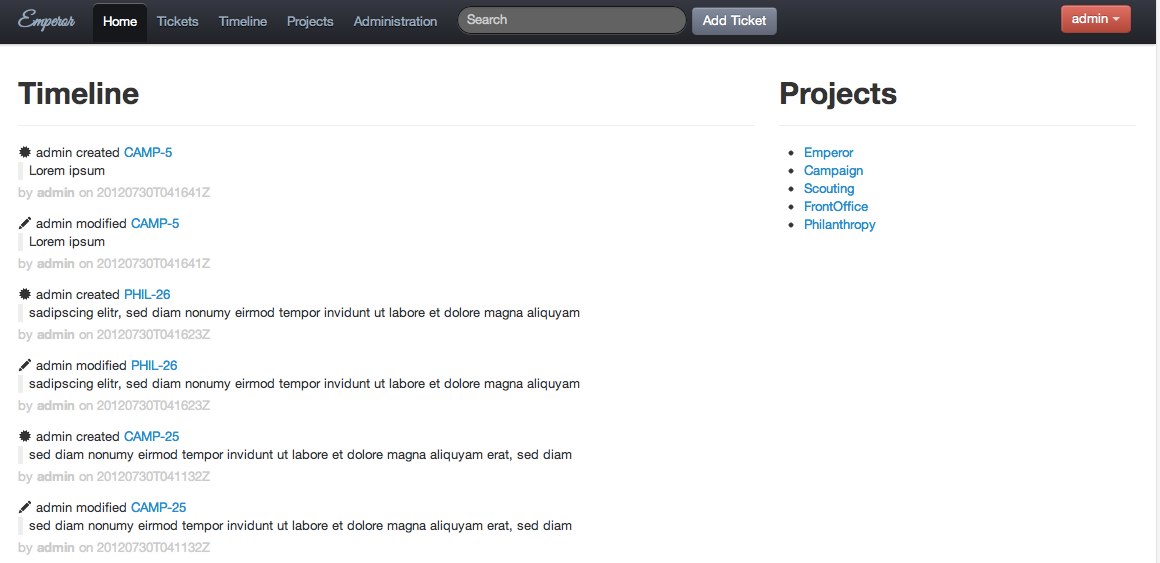 Emperor Home Tickets Timeline Projects Administration Search Add Ticket admin
Timeline
admin created CAMP-5
Lorem ipsum
by admin on 20120730T041641Z
admin modified CAMP-5
Lorem ipsum
by admin on 20120730T041641Z
admin created PHIL-26
sadipscing elitr, sed diam nonumy eirmod tempor invidunt ut labore et dolore magna aliquyam
by admin on 20120730T041623Z
admin modified PHIL-26
sadipscing elitr, sed diam nonumy eirmod tempor invidunt ut labore et dolore magna aliquyam
by admin on 20120730T041623Z
admin created CAMP-25
sed diam nonumy eirmod tempor invidunt ut labore et dolore magna aliquyam erat, sed diam
by admin on 20120730T041132Z
admin modified CAMP-25
sed diam nonumy eirmod tempor invidunt ut labore et dolore magna aliquyam erat, sed diam
by admin on 20120730T041132Z
Projects
Emperor
Campaign
Scouting
FrontOffice
Philanthropy